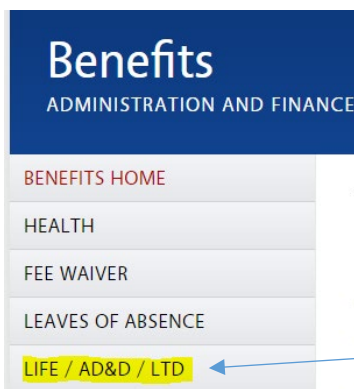 Benefits
ADMINISTRATION AND FINANCE
BENEFITS HOME
HEALTH
FEE WAIVER
LEAVES OF ABSENCE
LIFE / AD&D / LTD